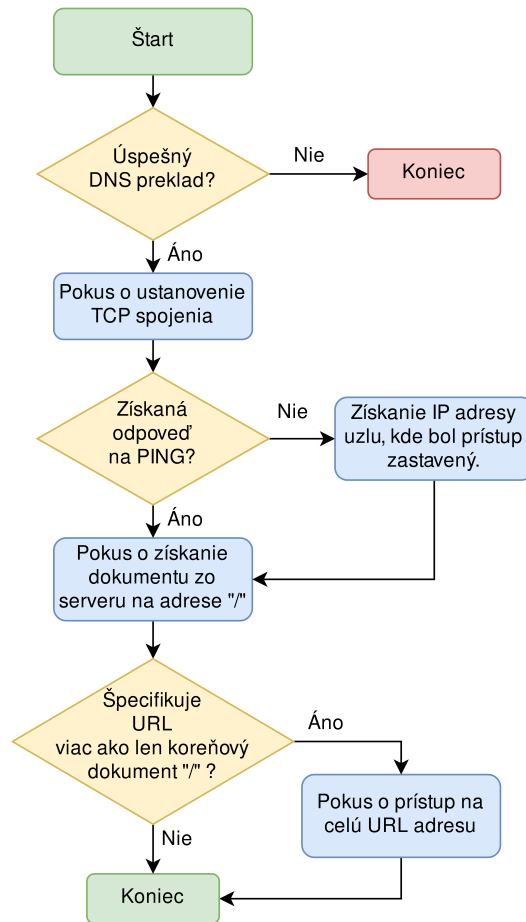 Štart
Úspešný
DNS preklad?
Nie
Koniec
Áno
Pokus o ustanovenie
TCP spojenia
Získaná
odpoveď
na PING?
Nie
Získanie IP adresy
uzlu, kde bol prístup
zastavený.
Áno
Pokus o získanie
dokumentu zo
serveru na adrese "/"
Špecifikuje
URL
viac ako len koreňový
dokument "/" ?
Áno
Pokus o prístup na
celú URL adresu
Nie
Koniec